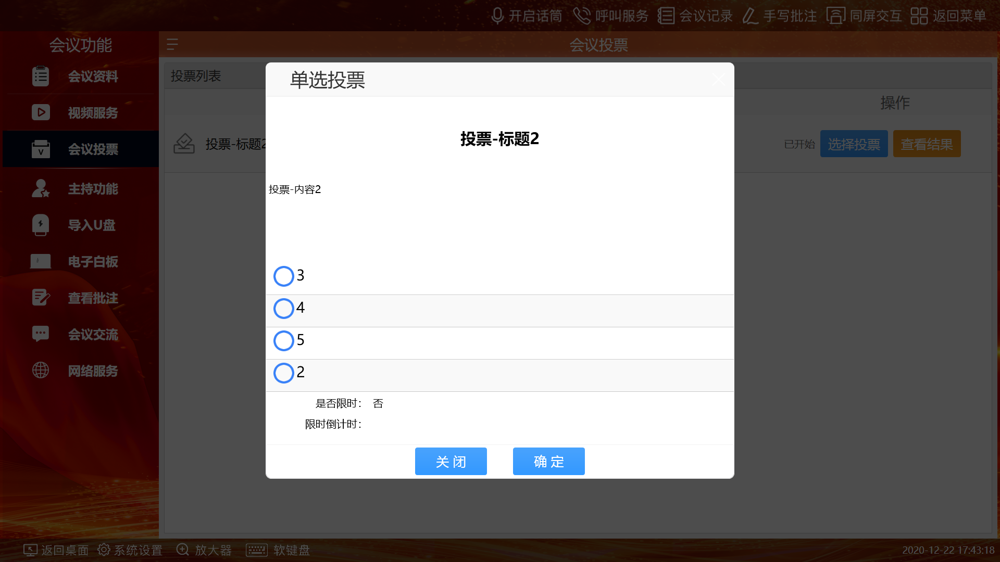 开启话筒 呼叫服务 会议记录 手写批注 同屏交互 返回菜单
会议功能
会议投票
会议资料
视频服务
会议投票
主持功能
导入U盘
电子白板
查看批注
会议交流
网络服务
投票列表
操作
投票-标题2
已开始 选择投票 查看结果
单选投票
投票-标题2
投票-内容2
3
4
5
2
是否限时： 否
限时倒计时：
关 闭 确 定
返回桌面 系统设置 放大器 软键盘
2020-12-22 17:43:18